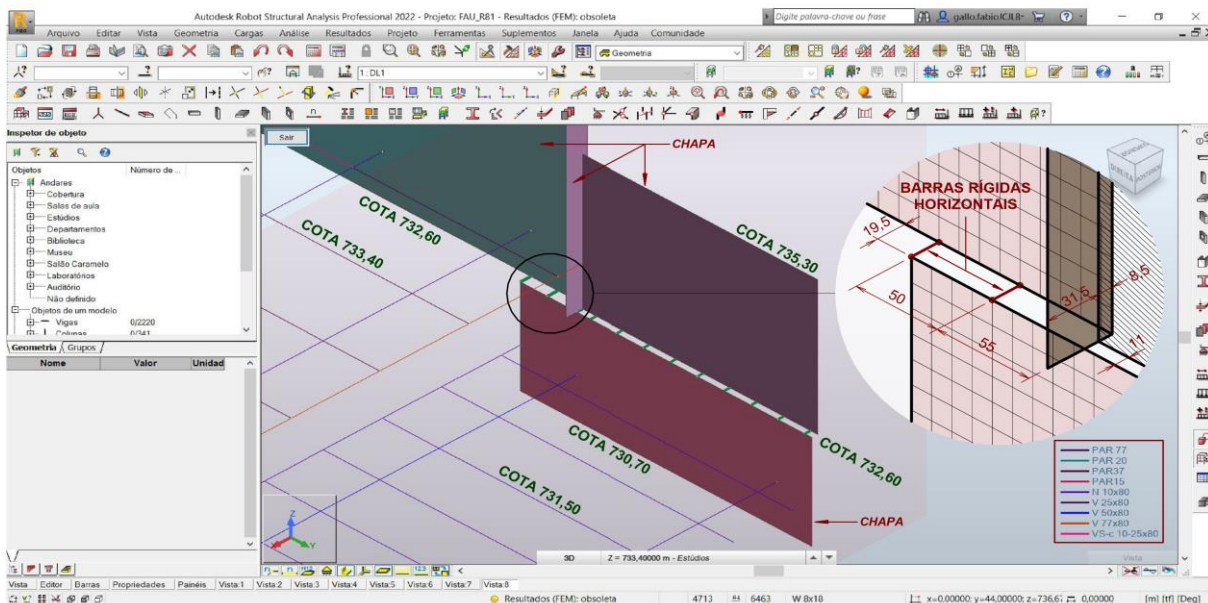 Autodesk Robot Structural Analysis Professional 2022 - Projeto: FAU_R81 - Resultados (FEM): obsoleta
Digite palavra-chave ou frase
gallo.fabioICJL8
PRO
Arquivo Editar Vista Geometria Cargas Análise Resultados Projeto Ferramentas Suplementos Janela Ajuda Comunidade
Geometria
1 : DL1
Inspetor de objeto
Objetos Número de ...
Andares
Cobertura
Salas de aula
Estúdios
Departamentos
Biblioteca
Museu
Salão Caramelo
Laboratórios
Auditório
Não definido
Objetos de um modelo
Vigas 0/2220
Colunas 0/341
Geometria Grupos
Nome Valor Unidad
Sair
CHAPA
COTA 732,60
COTA 733,40
COTA 735,30
COTA 730,70
COTA 731,50
COTA 732,60
CHAPA
BARRAS RÍGIDAS
HORIZONTAIS
19,5
50
55
31,5
8,5
11
DIREITA
PAR 77
PAR 20
PAR37
PAR15
N 10x80
V 25x80
V 50x80
V 77x80
VS-c 10-25x80
Z
X
Y
3D Z = 733,40000 m - Estúdios
Vista
Vista Editor Barras Propriedades Painéis Vista:1 Vista:2 Vista:3 Vista:4 Vista:5 Vista:6 Vista:7 Vista:8
Resultados (FEM): obsoleta 4713 6463 W 8x18 x=0,00000; y=44,00000; z=736,67 0,00000 [m] [tf] [Deg]